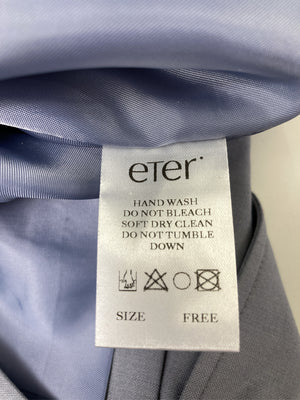 eTer
HAND WASH
DO NOT BLEACH
SOFT DRY CLEAN
DO NOT TUMBLE
DOWN
SIZE FREE